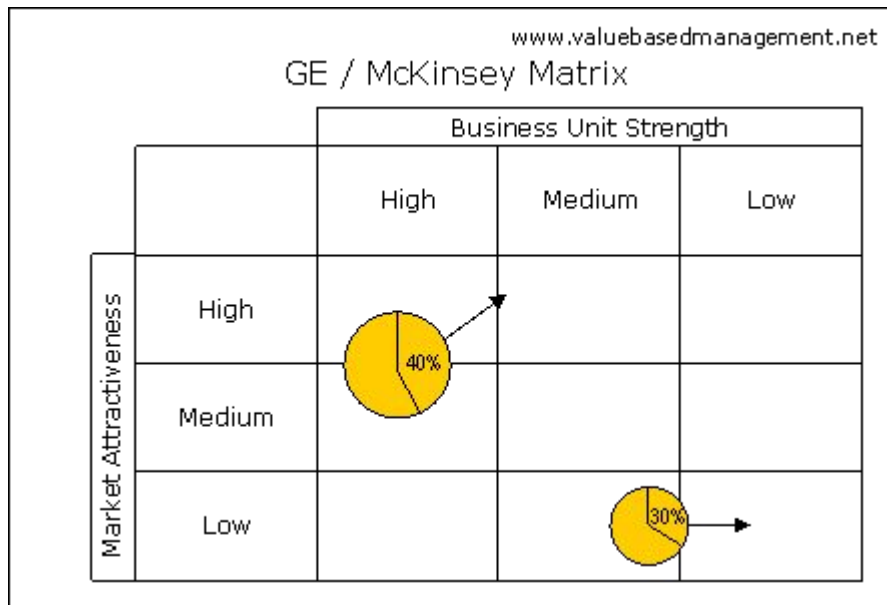 www.valuebasedmanagement.net
GE / McKinsey Matrix
Business Unit Strength
High Medium Low
Market Attractiveness
High
40%
Medium
Low
30%